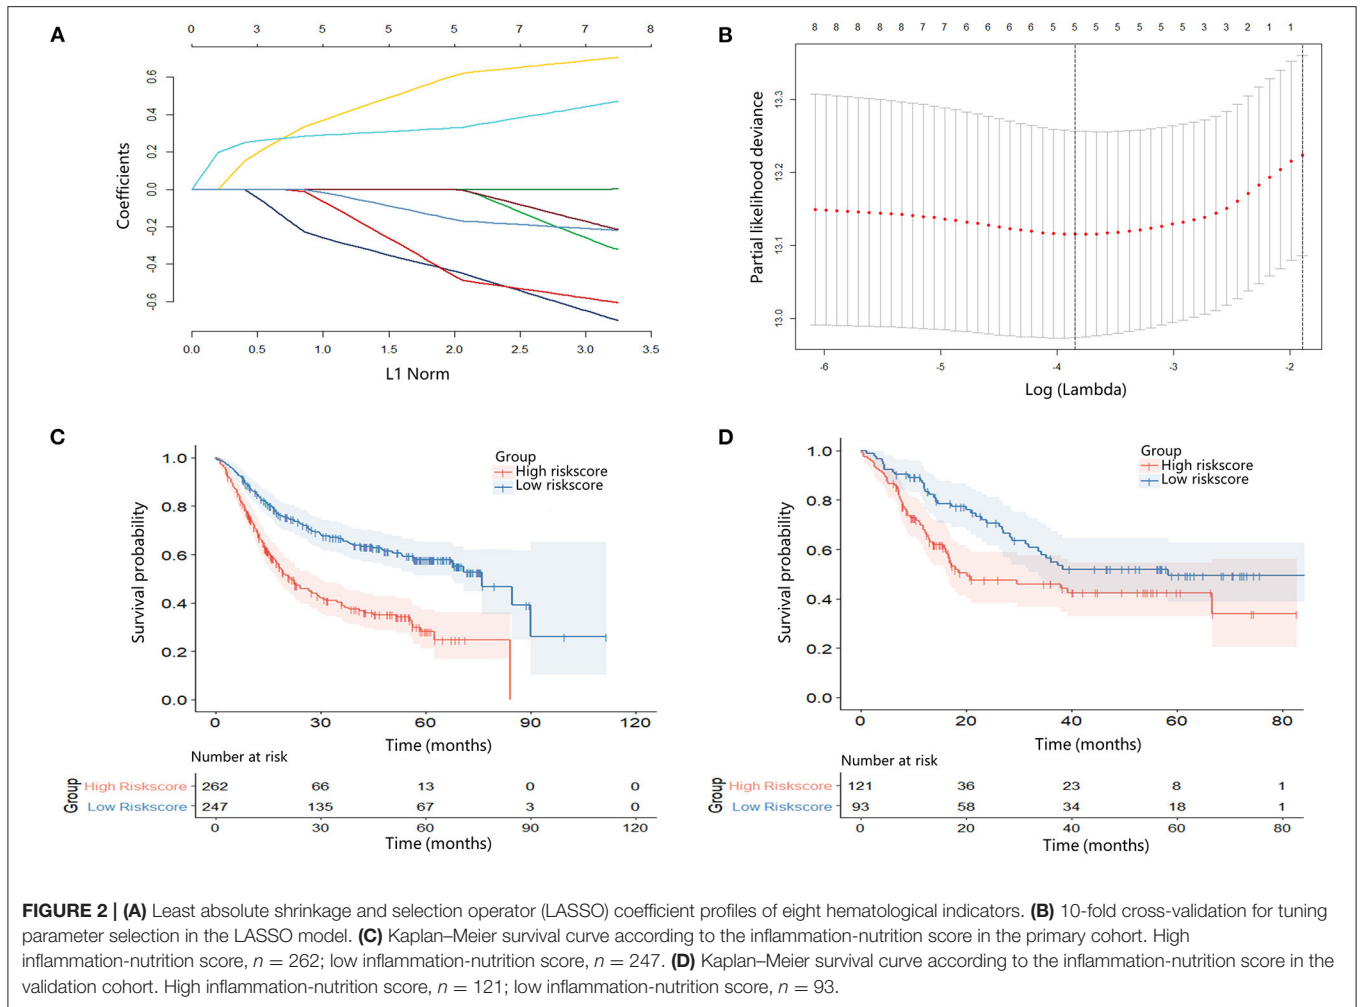 A
0 3 5 5 5 7 7 8
Coefficients
0.6
0.2
0.0
-0.2
-0.4
-0.6
0.0 0.5 1.0 1.5 2.0 2.5 3.0 3.5
L1 Norm
B
8 8 8 8 8 7 7 6 6 6 5 5 5 5 5 5 3 3 2 1 1
Partial likelihood deviance
13.3
13.2
13.1
13.0
-6 -5 -4 -3 -2
Log (Lambda)
C
Group
High riskscore
Low riskscore
Survival probability
1.0
0.8
0.6
0.4
0.2
0.0
0 30 60 90 120
Time (months)
Number at risk
Group
High Riskscore 262 66 13 0 0
Low Riskscore 247 135 67 3 0
0 30 60 90 120
Time (months)
D
Group
High riskscore
Low riskscore
Survival probability
1.0
0.8
0.6
0.4
0.2
0.0
0 20 40 60 80
Time (months)
Number at risk
Group
High Riskscore 121 36 23 8 1
Low Riskscore 93 58 34 18 1
0 20 40 60 80
Time (months)
FIGURE 2 | (A) Least absolute shrinkage and selection operator (LASSO) coefficient profiles of eight hematological indicators. (B) 10-fold cross-validation for tuning
parameter selection in the LASSO model. (C) Kaplan–Meier survival curve according to the inflammation-nutrition score in the primary cohort. High
inflammation-nutrition score, n = 262; low inflammation-nutrition score, n = 247. (D) Kaplan–Meier survival curve according to the inflammation-nutrition score in the
validation cohort. High inflammation-nutrition score, n = 121; low inflammation-nutrition score, n = 93.